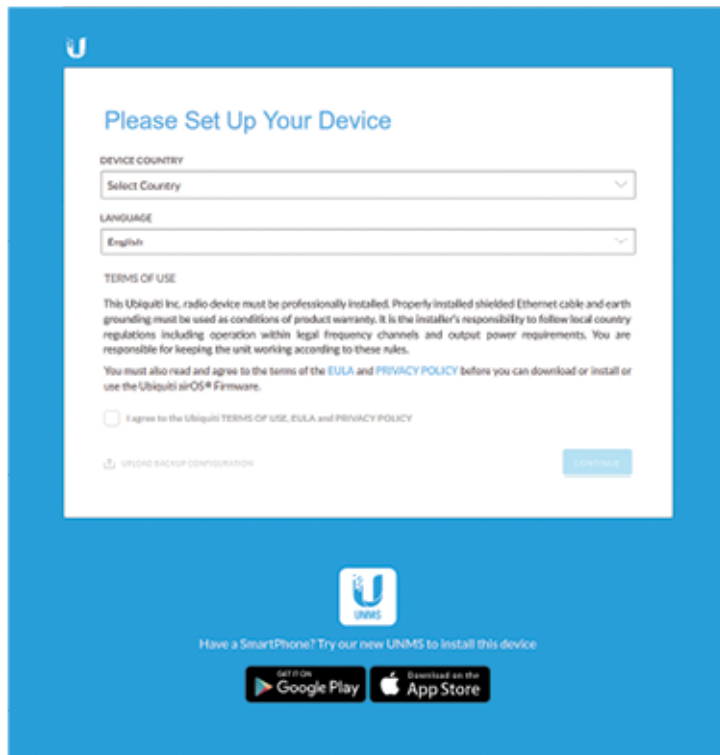 Please Set Up Your Device
DEVICE COUNTRY
Select Country
LANGUAGE
English
TERMS OF USE
This Ubiquiti Inc. radio device must be professionally installed. Properly installed shielded Ethernet cable and earth
grounding must be used as conditions of product warranty. It is the installer's responsibility to follow local country
regulations including operation within legal frequency channels and output power requirements. You are
responsible for keeping the unit working according to these rules.
You must also read and agree to the terms of the EULA and PRIVACY POLICY before you can download or install or
use the Ubiquiti airOS® Firmware.
I agree to the Ubiquiti TERMS OF USE, EULA and PRIVACY POLICY
UPLOAD BACKUP CONFIGURATION
CONTINUE
U
UNMS
Have a SmartPhone? Try our new UNMS to install this device
GET IT ON
Google Play
Download on the
App Store